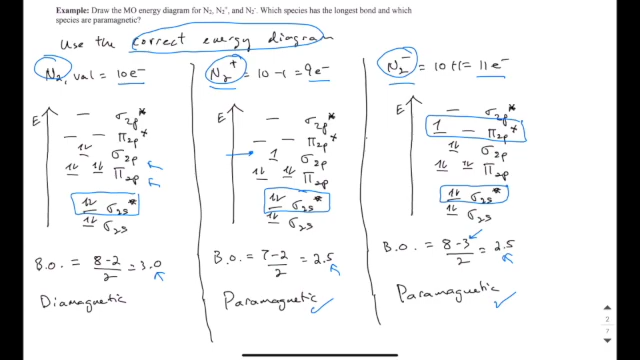 Example: Draw the MO energy diagram for N2, N2+, and N2-. Which species has the longest bond and which
species are paramagnetic?
Use the correct energy diagram
N₂, val = 10e⁻
E
σ2p*
Π2p*
σ2p
Π2p
σ2s*
σ2s
B.O. = 8-2/2 = 3.0
Diamagnetic
N₂⁺ = 10-1 = 9e⁻
E
σ2p*
Π2p*
σ2p
Π2p
σ2s*
σ2s
B.O. = 7-2/2 = 2.5
Paramagnetic
N₂⁻ = 10+1 = 11e⁻
E
σ2p*
Π2p*
σ2p
Π2p
σ2s*
σ2s
B.O. = 8-3/2 = 2.5
Paramagnetic
2
7